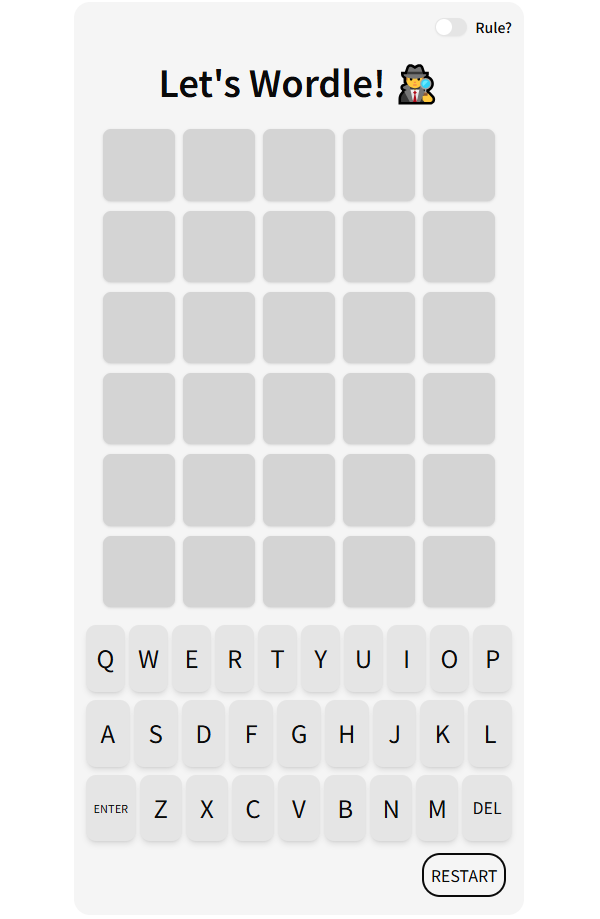 Rule?
Let's Wordle! 🕵️
Q W E R T Y U I O P
A S D F G H J K L
ENTER Z X C V B N M DEL
RESTART